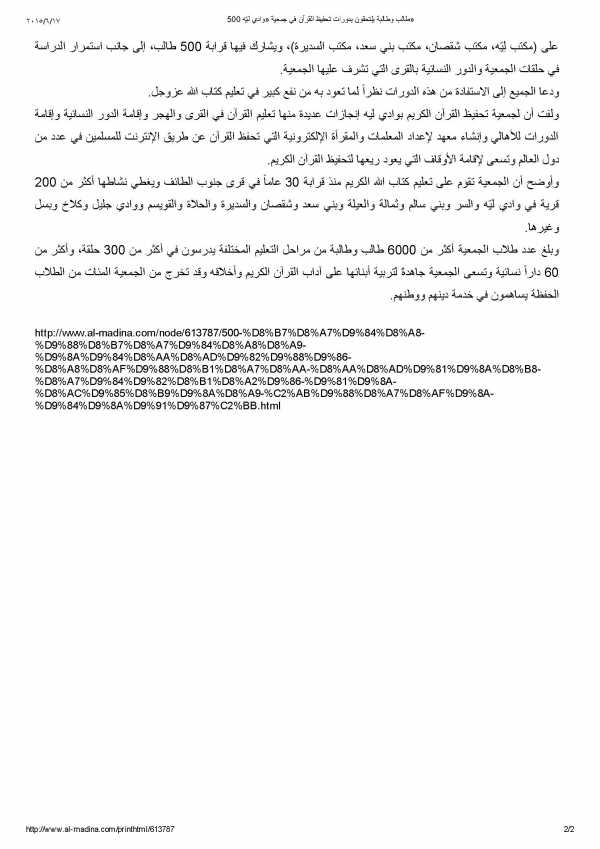 ٢٠١٥/٦/١٧
500 طالب وطالبة يلتحقون بدورات تحفيظ القرآن في جمعية «وادي ليّه»
على (مكتب ليّه، مكتب شقصان، مكتب بني سعد، مكتب السديرة)، ويشارك فيها قرابة 500 طالب، إلى جانب استمرار الدراسة
في حلقات الجمعية والدور النسائية بالقرى التي تشرف عليها الجمعية.
ودعا الجميع إلى الاستفادة من هذه الدورات نظراً لما تعود به من نفع كبير في تعليم كتاب الله عزوجل.
ولفت أن لجمعية تحفيظ القرآن الكريم بوادي ليه إنجازات عديدة منها تعليم القرآن في القرى والهجر وإقامة الدور النسائية وإقامة
الدورات للأهالي وإنشاء معهد لإعداد المعلمات والمقرأة الإلكترونية التي تحفظ القرآن عن طريق الإنترنت للمسلمين في عدد من
دول العالم وتسعى لإقامة الأوقاف التي يعود ريعها لتحفيظ القرآن الكريم.
وأوضح أن الجمعية تقوم على تعليم كتاب الله الكريم منذ قرابة 30 عاماً في قرى جنوب الطائف ويغطي نشاطها أكثر من 200
قرية في وادي ليّه والسر وبني سالم وثمالة والعيلة وبني سعد وشقصان والسديرة والحلاة والقويسم ووادي جليل وكلاخ وبسل
وغيرها.
وبلغ عدد طلاب الجمعية أكثر من 6000 طالب وطالبة من مراحل التعليم المختلفة يدرسون في أكثر من 300 حلقة، وأكثر من
60 داراً نسائية وتسعى الجمعية جاهدةً لتربية أبنائها على آداب القرآن الكريم وأخلاقه وقد تخرج من الجمعية المئات من الطلاب
الحفظة يساهمون في خدمة دينهم ووطنهم.
http://www.al-madina.com/node/613787/500-%D8%B7%D8%A7%D9%84%D8%A8-
%D9%88%D8%B7%D8%A7%D9%84%D8%A8%D8%A9-
%D9%8A%D9%84%D8%AA%D8%AD%D9%82%D9%88%D9%86-
%D8%A8%D8%AF%D9%88%D8%B1%D8%A7%D8%AA-%D8%AA%D8%AD%D9%81%D9%8A%D8%B8-
%D8%A7%D9%84%D9%82%D8%B1%D8%A2%D9%86-%D9%81%D9%8A-
%D8%AC%D9%85%D8%B9%D9%8A%D8%A9-%C2%AB%D9%88%D8%A7%D8%AF%D9%8A-
%D9%84%D9%8A%D9%91%D9%87%C2%BB.html
http://www.al-madina.com/printhtml/613787
2/2